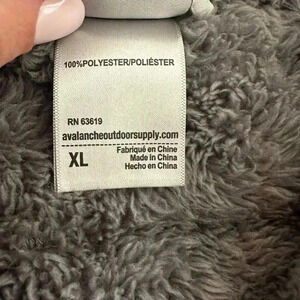 100%POLYESTER/POLIÉSTER
RN 63619
avalancheoutdoorsupply.com
XL
Fabriqué en Chine
Made in China
Hecho en China